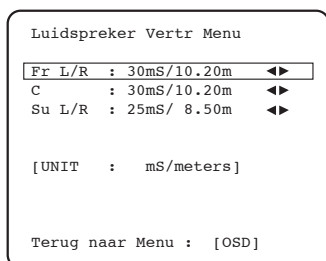 Luidspreker Vertr Menu
Fr L/R : 30mS/10.20m ◄►
C : 30mS/10.20m ◄►
Su L/R : 25mS/ 8.50m ◄►
[UNIT : mS/meters]
Terug naar Menu : [OSD]